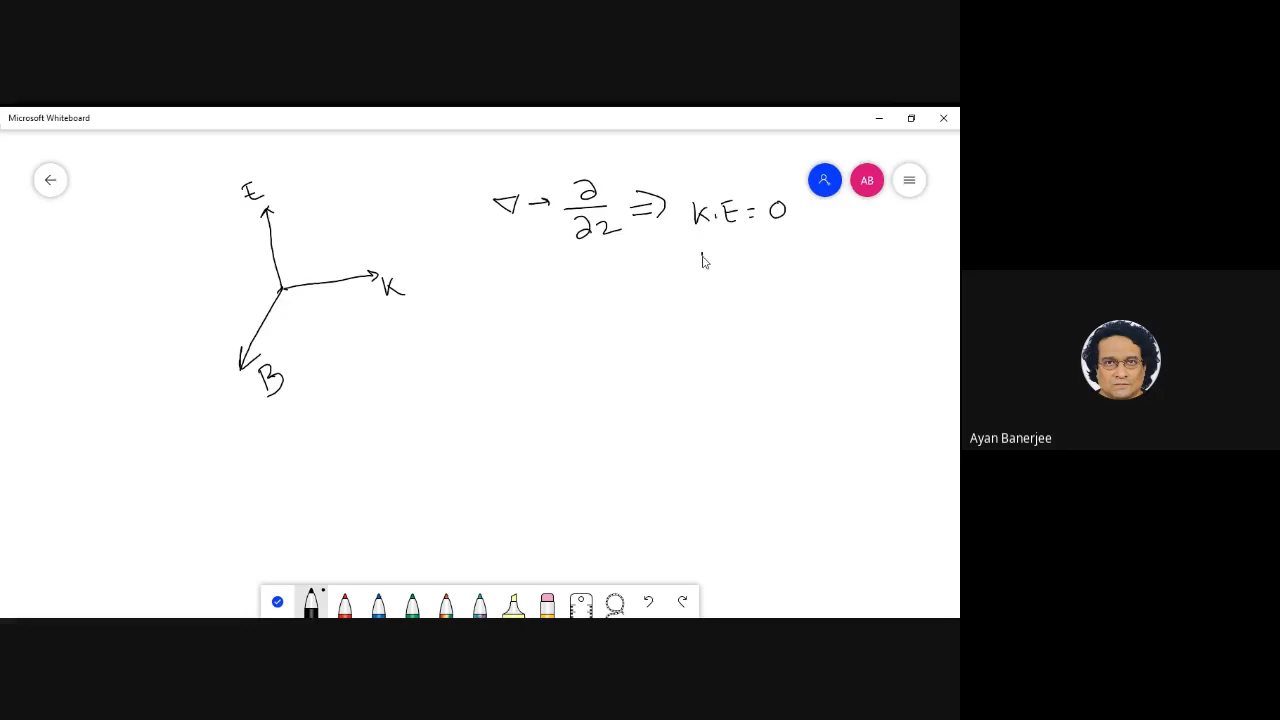 Microsoft Whiteboard
E
∇ → ∂/∂z ⇒ K.E = 0
AB
K
B
Ayan Banerjee